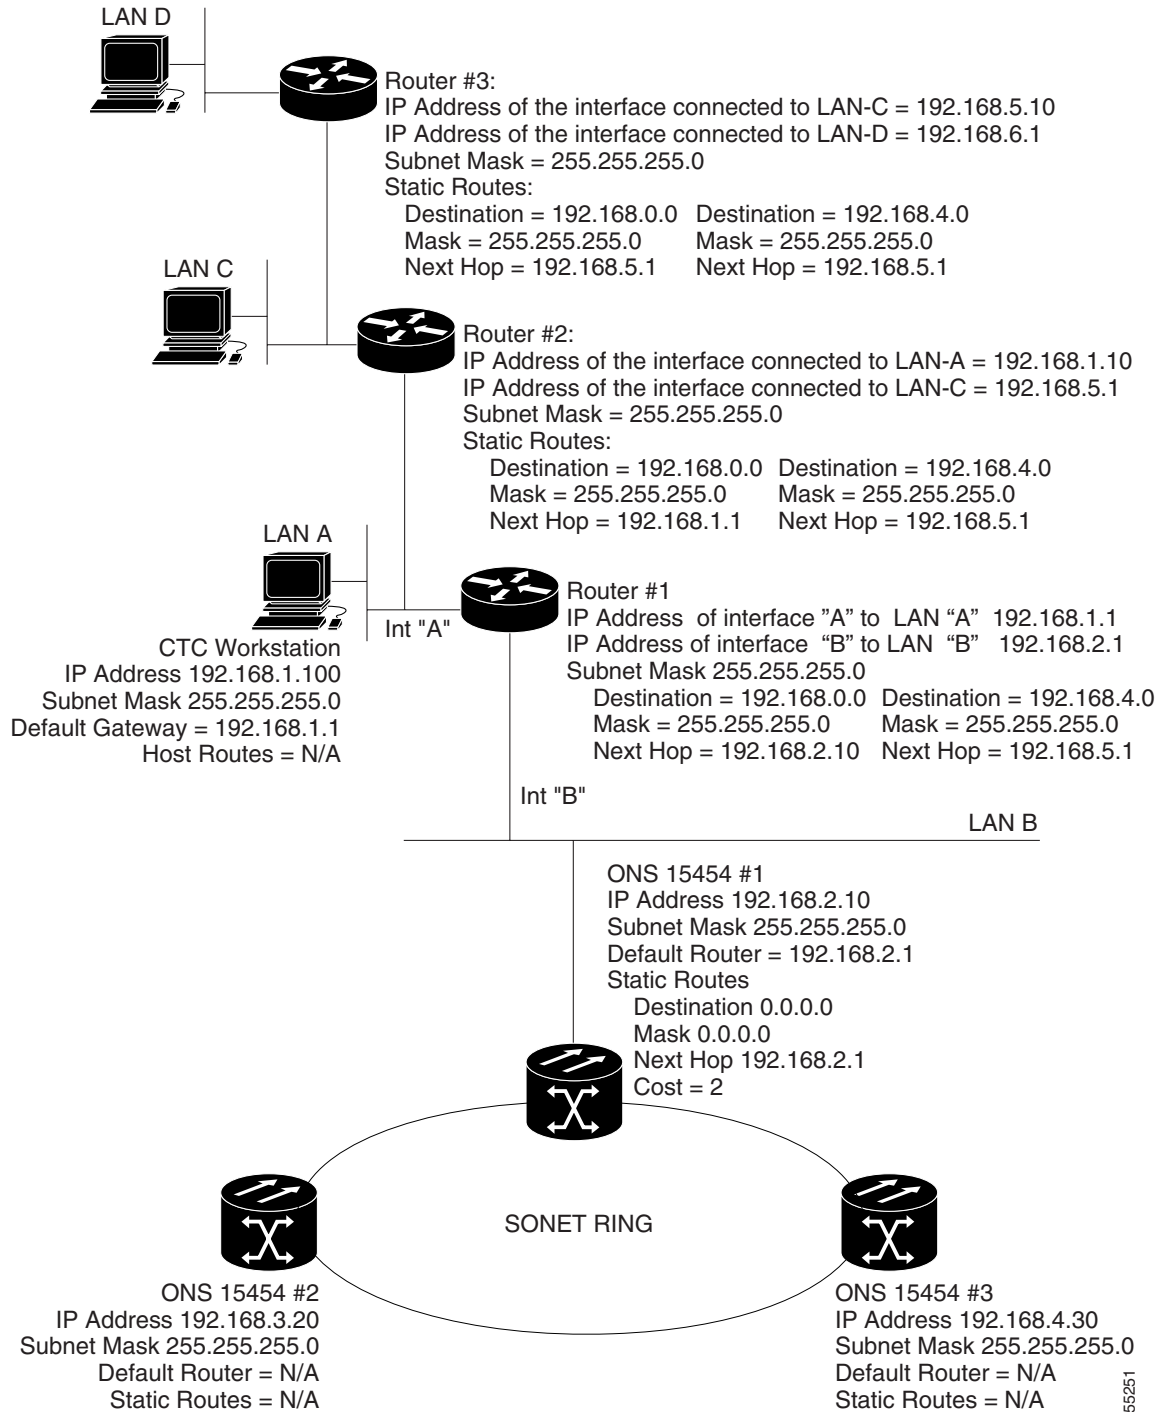 LAN D
Router #3:
IP Address of the interface connected to LAN-C = 192.168.5.10
IP Address of the interface connected to LAN-D = 192.168.6.1
Subnet Mask = 255.255.255.0
Static Routes:
Destination = 192.168.0.0 Destination = 192.168.4.0
Mask = 255.255.255.0 Mask = 255.255.255.0
Next Hop = 192.168.5.1 Next Hop = 192.168.5.1
LAN C
Router #2:
IP Address of the interface connected to LAN-A = 192.168.1.10
IP Address of the interface connected to LAN-C = 192.168.5.1
Subnet Mask = 255.255.255.0
Static Routes:
Destination = 192.168.0.0 Destination = 192.168.4.0
Mask = 255.255.255.0 Mask = 255.255.255.0
Next Hop = 192.168.1.1 Next Hop = 192.168.5.1
LAN A
Int "A"
Router #1
IP Address of interface ”A” to LAN “A” 192.168.1.1
IP Address of interface “B” to LAN “B” 192.168.2.1
Subnet Mask 255.255.255.0
Destination = 192.168.0.0 Destination = 192.168.4.0
Mask = 255.255.255.0 Mask = 255.255.255.0
Next Hop = 192.168.2.10 Next Hop = 192.168.5.1
CTC Workstation
IP Address 192.168.1.100
Subnet Mask 255.255.255.0
Default Gateway = 192.168.1.1
Host Routes = N/A
Int "B"
LAN B
ONS 15454 #1
IP Address 192.168.2.10
Subnet Mask 255.255.255.0
Default Router = 192.168.2.1
Static Routes
Destination 0.0.0.0
Mask 0.0.0.0
Next Hop 192.168.2.1
Cost = 2
SONET RING
ONS 15454 #2
IP Address 192.168.3.20
Subnet Mask 255.255.255.0
Default Router = N/A
Static Routes = N/A
ONS 15454 #3
IP Address 192.168.4.30
Subnet Mask 255.255.255.0
Default Router = N/A
Static Routes = N/A
55251